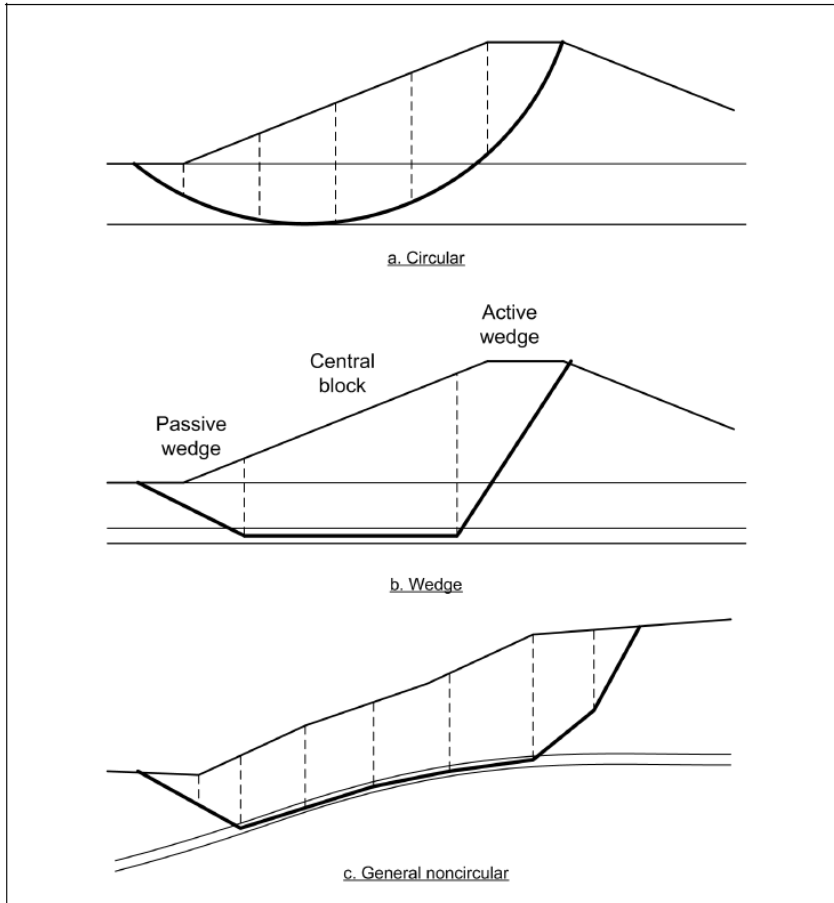 a. Circular
Active
wedge
Central
block
Passive
wedge
b. Wedge
c. General noncircular